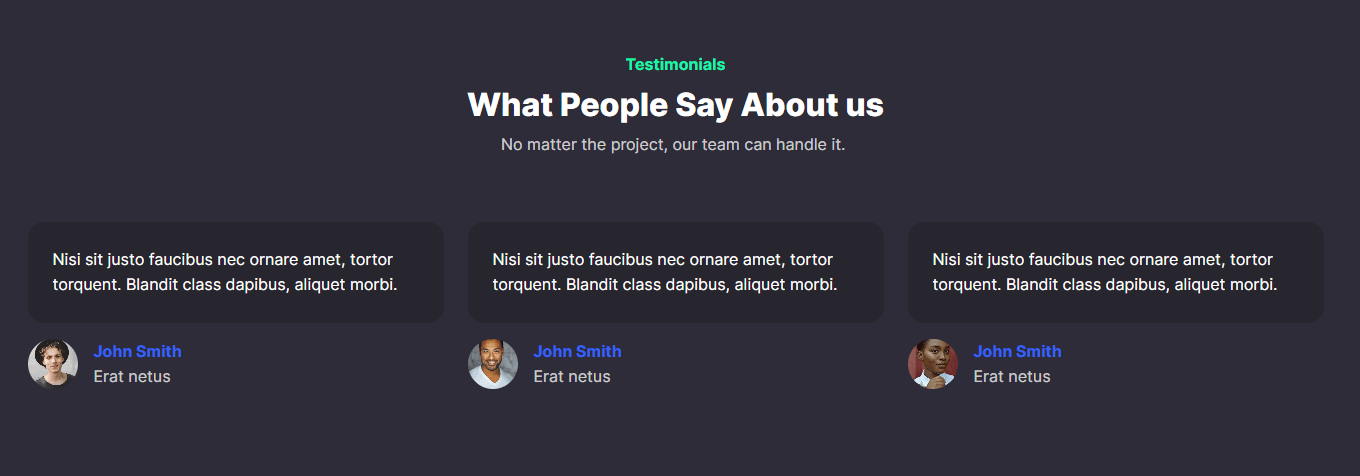 Testimonials
What People Say About us
No matter the project, our team can handle it.
Nisi sit justo faucibus nec ornare amet, tortor
torquent. Blandit class dapibus, aliquet morbi.
John Smith
Erat netus
Nisi sit justo faucibus nec ornare amet, tortor
torquent. Blandit class dapibus, aliquet morbi.
John Smith
Erat netus
Nisi sit justo faucibus nec ornare amet, tortor
torquent. Blandit class dapibus, aliquet morbi.
John Smith
Erat netus